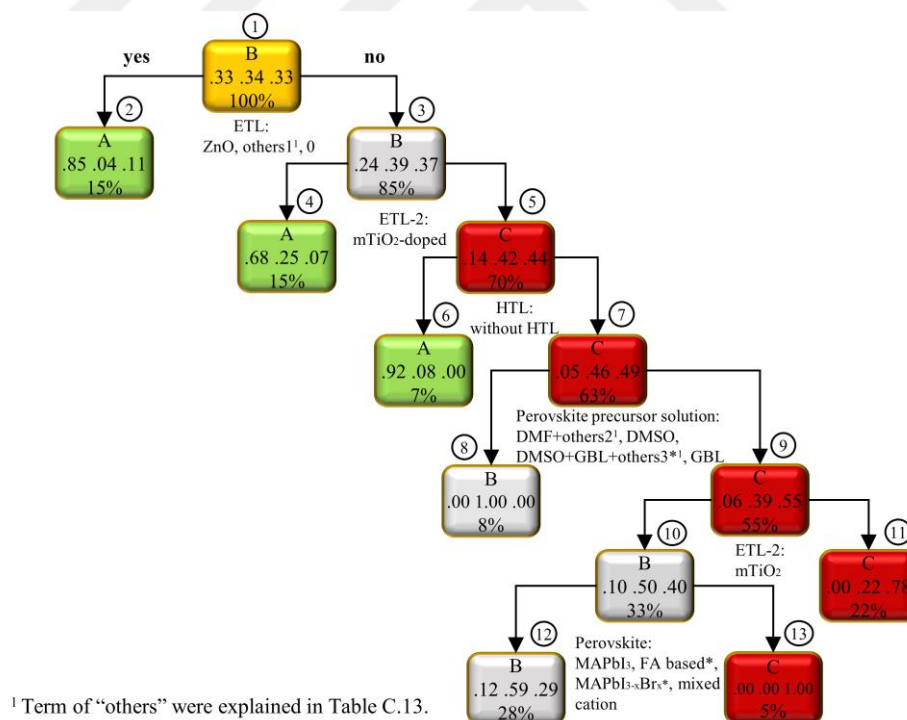 1
B
.33 .34 .33
100%
yes
no
ETL:
ZnO, others1¹, 0
2
A
.85 .04 .11
15%
3
B
.24 .39 .37
85%
ETL-2:
mTiO₂-doped
4
A
.68 .25 .07
15%
5
C
.14 .42 .44
70%
HTL:
without HTL
6
A
.92 .08 .00
7%
7
C
.05 .46 .49
63%
Perovskite precursor solution:
DMF+others2¹, DMSO,
DMSO+GBL+others3*¹, GBL
8
B
.00 1.00 .00
8%
9
C
.06 .39 .55
55%
ETL-2:
mTiO₂
10
B
.10 .50 .40
33%
11
C
.00 .22 .78
22%
Perovskite:
MAPbI₃, FA based*,
MAPbI₃₋ₓBrₓ*, mixed
cation
12
B
.12 .59 .29
28%
13
C
.00 .00 1.00
5%
¹ Term of “others” were explained in Table C.13.